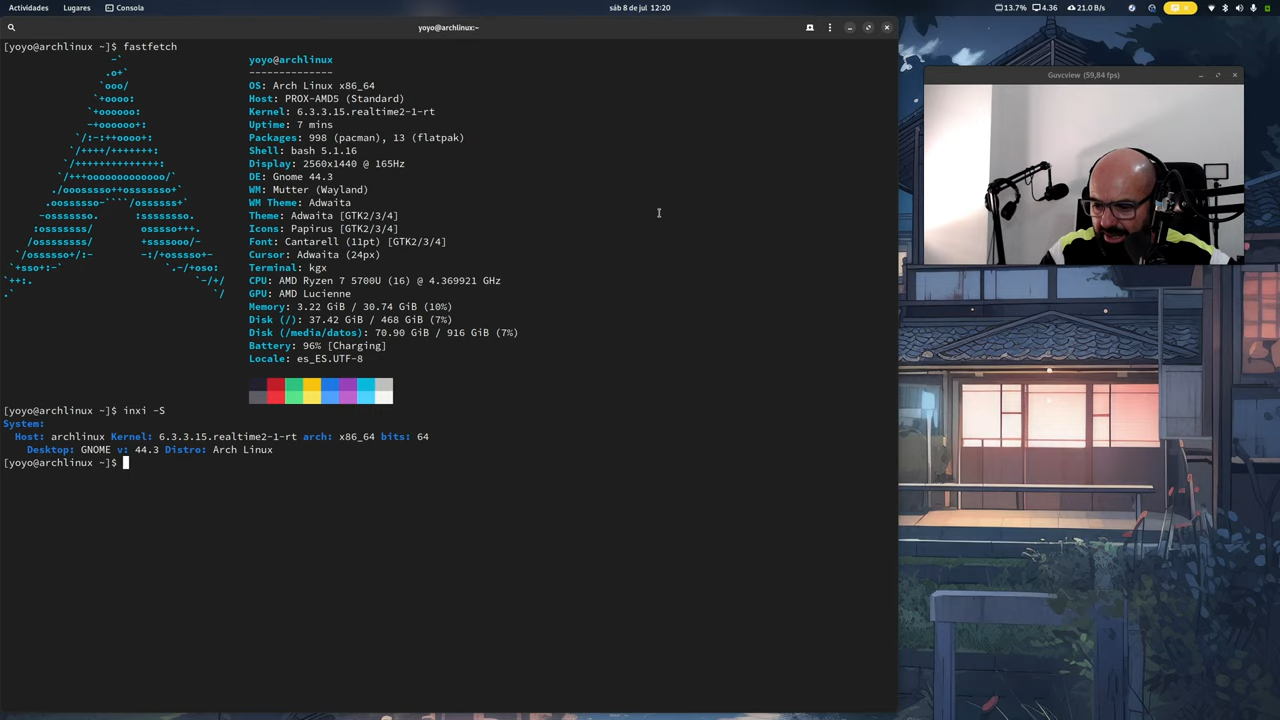 Actividades Lugares Consola sáb 8 de jul 12:20 13.7% 4.36 21.0 B/s
yoyo@archlinux:~
Guvcview (59,84 fps)
[yoyo@archlinux ~]$ fastfetch
yoyo@archlinux
--------------
OS: Arch Linux x86_64
Host: PROX-AMD5 (Standard)
Kernel: 6.3.3.15.realtime2-1-rt
Uptime: 7 mins
Packages: 998 (pacman), 13 (flatpak)
Shell: bash 5.1.16
Display: 2560x1440 @ 165Hz
DE: Gnome 44.3
WM: Mutter (Wayland)
WM Theme: Adwaita
Theme: Adwaita [GTK2/3/4]
Icons: Papirus [GTK2/3/4]
Font: Cantarell (11pt) [GTK2/3/4]
Cursor: Adwaita (24px)
Terminal: kgx
CPU: AMD Ryzen 7 5700U (16) @ 4.369921 GHz
GPU: AMD Lucienne
Memory: 3.22 GiB / 30.74 GiB (10%)
Disk (/): 37.42 GiB / 468 GiB (7%)
Disk (/media/datos): 70.90 GiB / 916 GiB (7%)
Battery: 96% [Charging]
Locale: es_ES.UTF-8
[yoyo@archlinux ~]$ inxi -S
System:
Host: archlinux Kernel: 6.3.3.15.realtime2-1-rt arch: x86_64 bits: 64
Desktop: GNOME v: 44.3 Distro: Arch Linux
[yoyo@archlinux ~]$